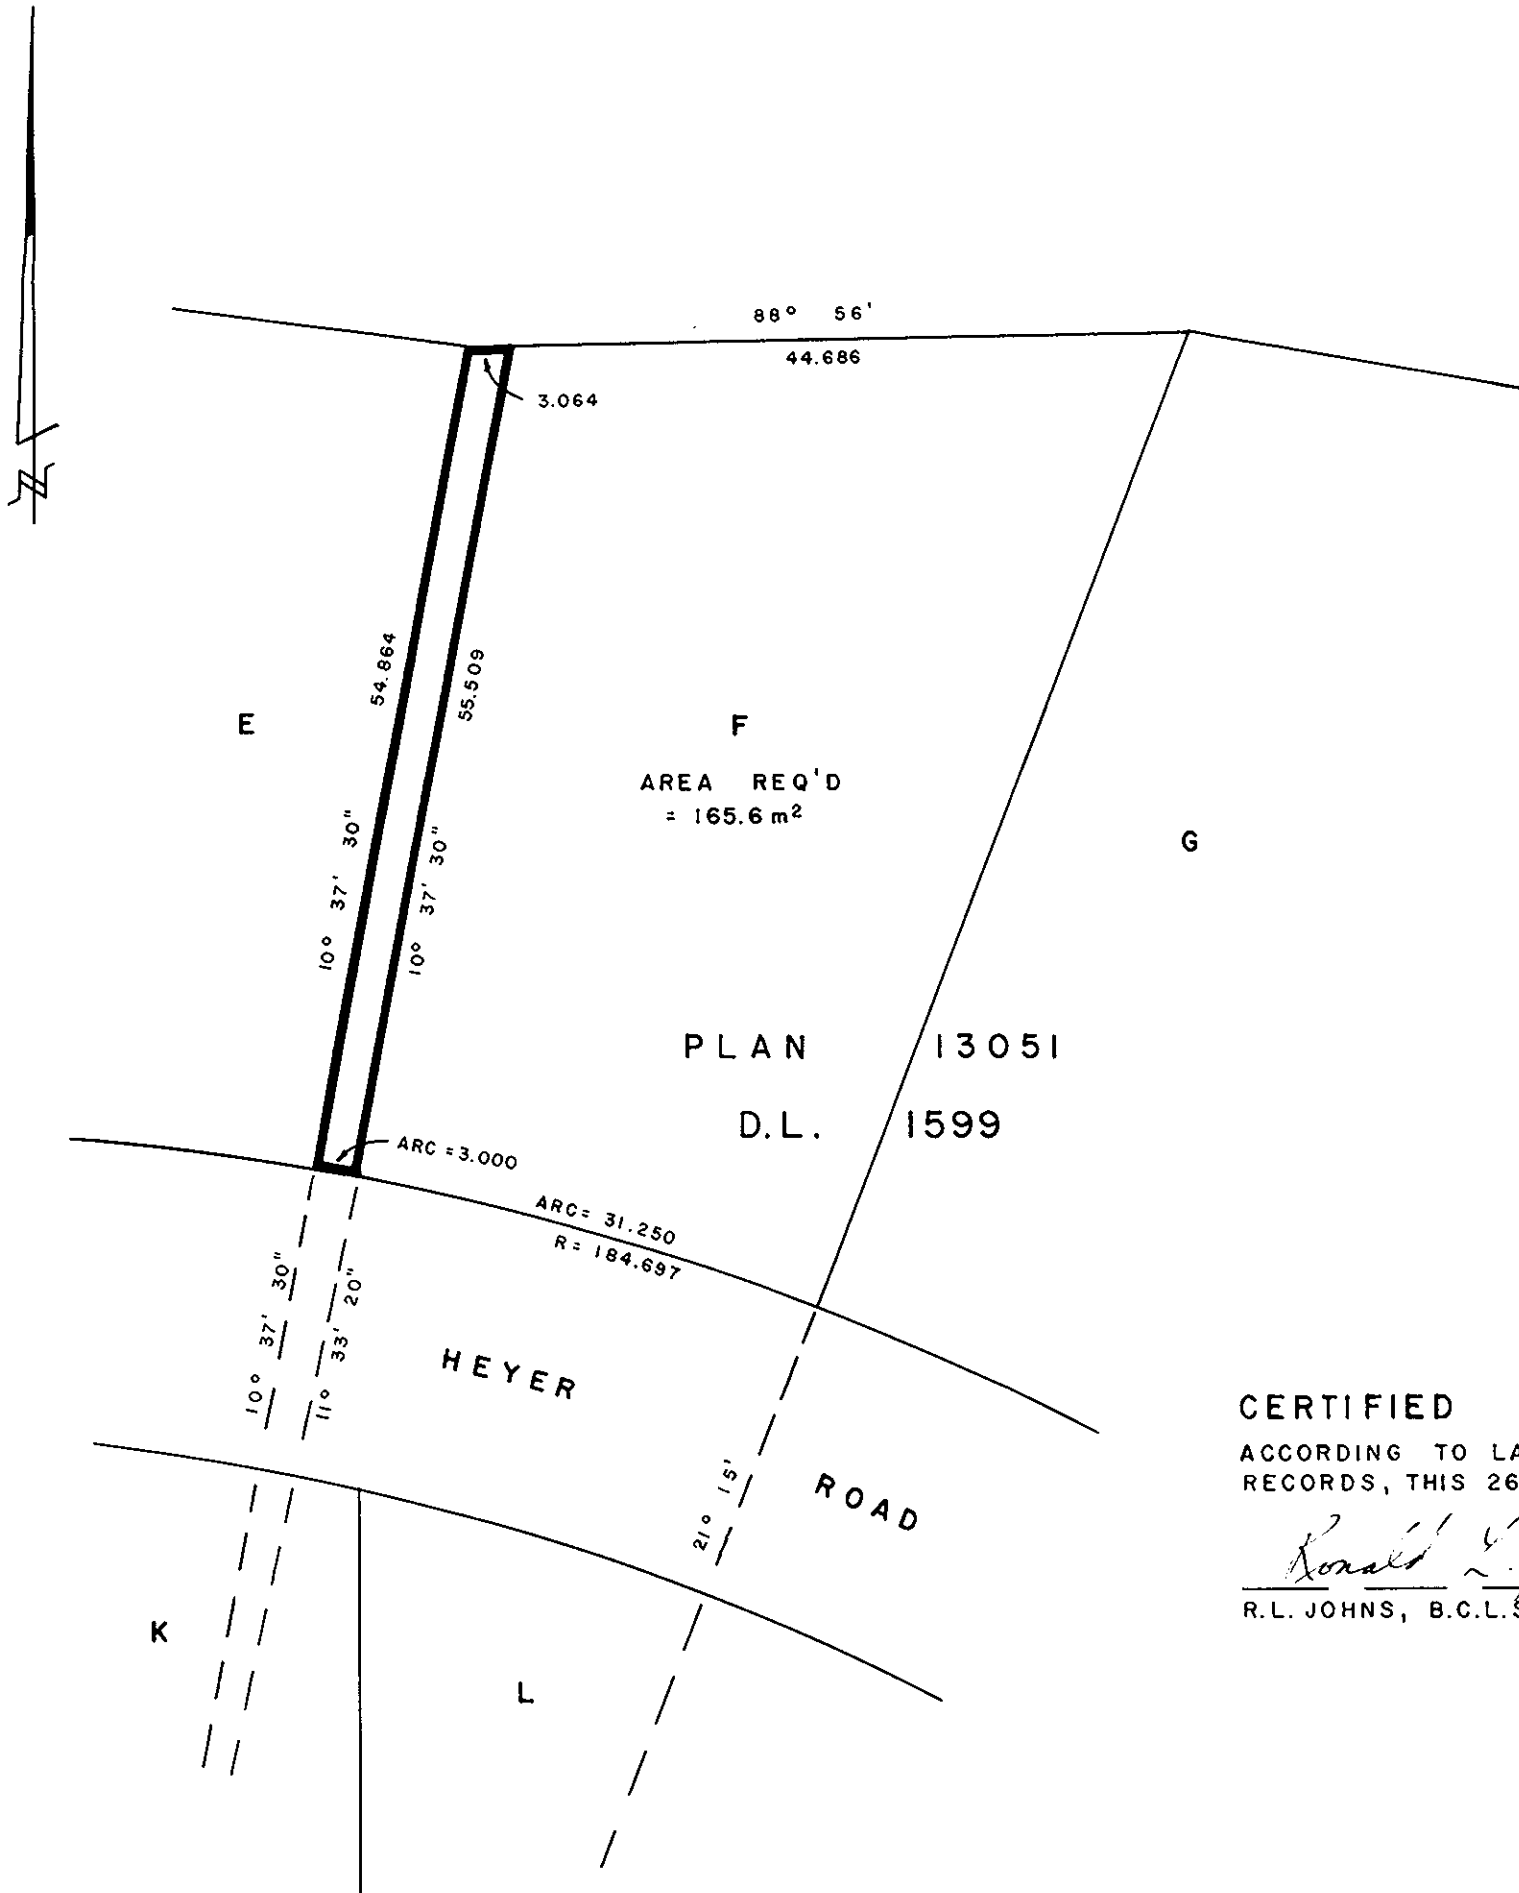 88° 56'
44.686
3.064
54.864
55.509
E
F
AREA REQ'D
= 165.6 m²
10° 37' 30"
10° 37' 30"
G
PLAN 13051
D.L. 1599
ARC = 3.000
ARC = 31.250
R = 184.697
10° 37' 30"
11° 33' 20"
HEYER ROAD
21° 15'
CERTIFIED
ACCORDING TO LA
RECORDS, THIS 26
Ronald L.
R.L. JOHNS, B.C.L.S
K
L
N